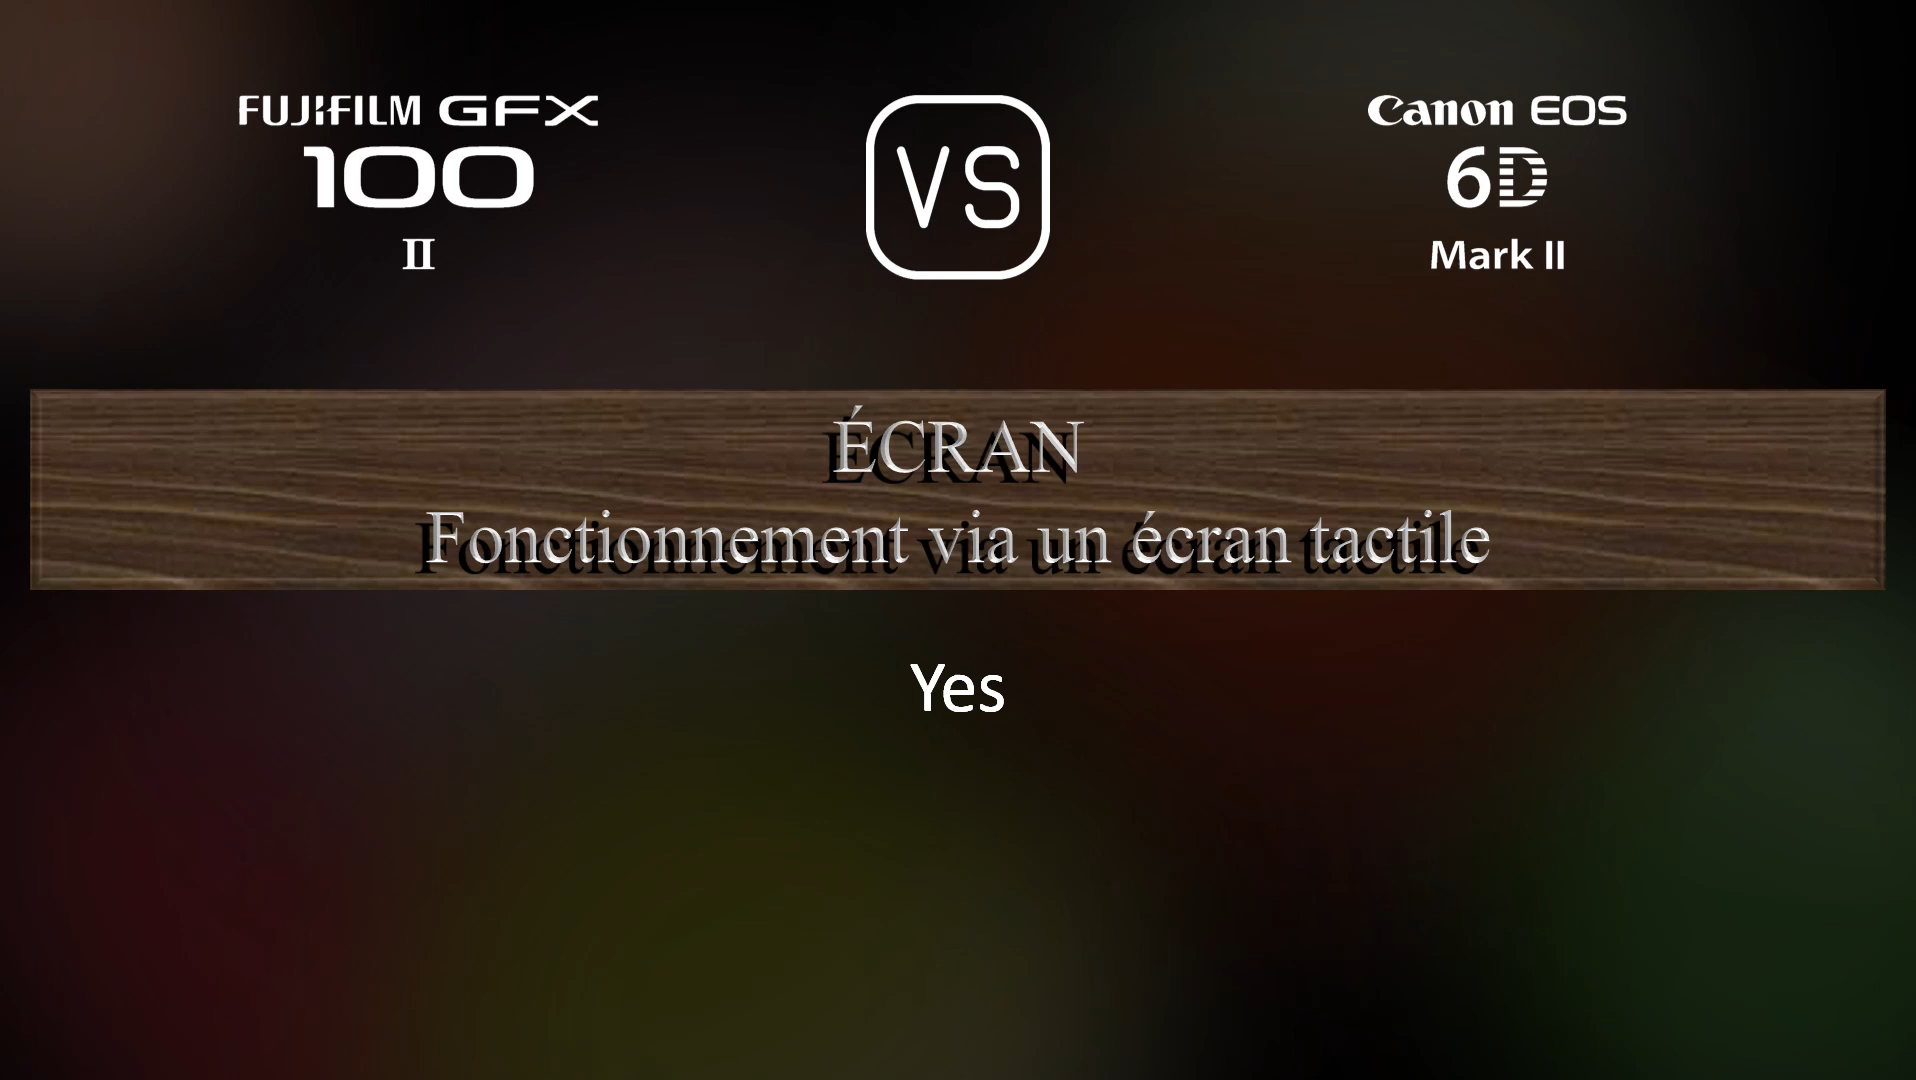 FUJIFILM GFX
100
II
VS
Canon EOS
6D
Mark II
ÉCRAN
Fonctionnement via un écran tactile
Yes